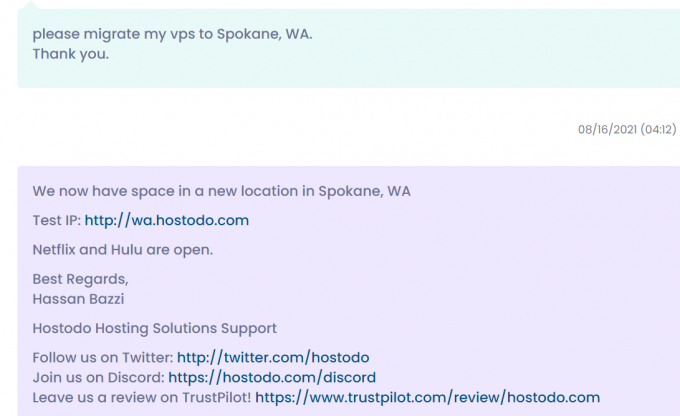 please migrate my vps to Spokane, WA.
Thank you.
08/16/2021 (04:12)
We now have space in a new location in Spokane, WA
Test IP: http://wa.hostodo.com
Netflix and Hulu are open.
Best Regards,
Hassan Bazzi
Hostodo Hosting Solutions Support
Follow us on Twitter: http://twitter.com/hostodo
Join us on Discord: https://hostodo.com/discord
Leave us a review on TrustPilot! https://www.trustpilot.com/review/hostodo.com